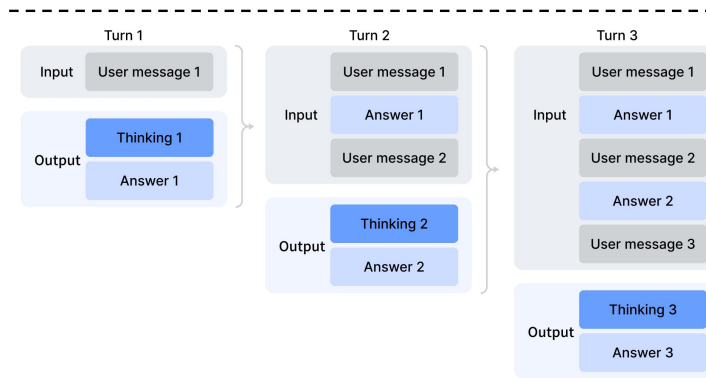 Turn 1
Input
User message 1
Output
Thinking 1
Answer 1
Turn 2
Input
User message 1
Answer 1
User message 2
Output
Thinking 2
Answer 2
Turn 3
Input
User message 1
Answer 1
User message 2
Answer 2
User message 3
Output
Thinking 3
Answer 3